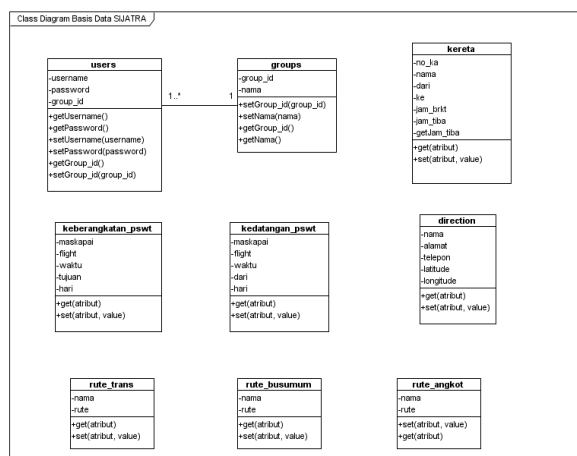 Class Diagram Basis Data SIJATRA
users
-username
-password
-group_id
+getUsername()
+getPassword()
+setUsername(username)
+setPassword(password)
+getGroup_id()
+setGroup_id(group_id)
1..*
1
groups
-group_id
-nama
+setGroup_id(group_id)
+setNama(nama)
+getGroup_id()
+getNama()
kereta
-no_ka
-nama
-dari
-ke
-jam_brkt
-jam_tiba
-getJam_tiba
+get(atribut)
+set(atribut, value)
keberangkatan_pswt
-maskapai
-flight
-waktu
-tujuan
-hari
+get(atribut)
+set(atribut, value)
kedatangan_pswt
-maskapai
-flight
-waktu
-dari
-hari
+get(atribut)
+set(atribut, value)
direction
-nama
-alamat
-telepon
-latitude
-longitude
+get(atribut)
+set(atribut, value)
rute_trans
-nama
-rute
+get(atribut)
+set(atribut, value)
rute_busumum
-nama
-rute
+get(atribut)
+set(atribut, value)
rute_angkot
-nama
-rute
+set(atribut, value)
+get(atribut)